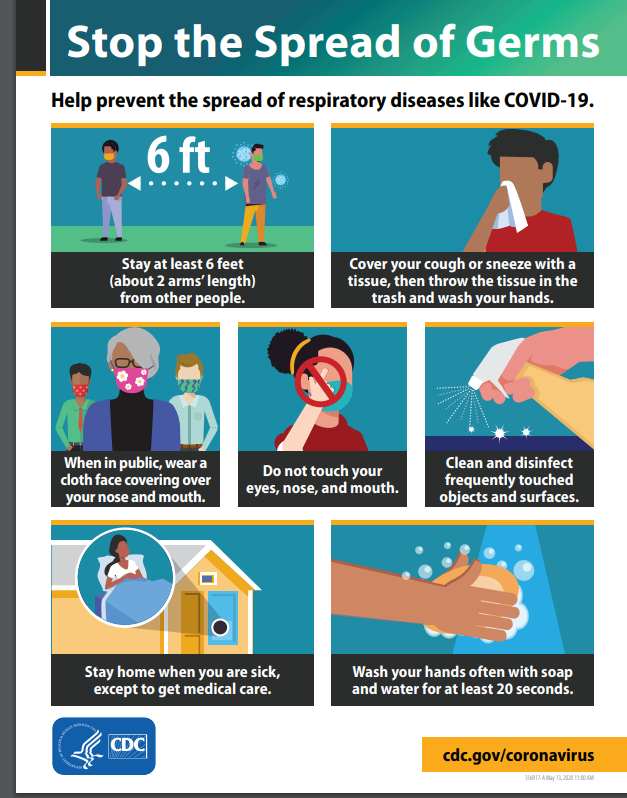 Stop the Spread of Germs
Help prevent the spread of respiratory diseases like COVID-19.
6 ft
Stay at least 6 feet
(about 2 arms’ length)
from other people.
Cover your cough or sneeze with a
tissue, then throw the tissue in the
trash and wash your hands.
When in public, wear a
cloth face covering over
your nose and mouth.
Do not touch your
eyes, nose, and mouth.
Clean and disinfect
frequently touched
objects and surfaces.
Stay home when you are sick,
except to get medical care.
Wash your hands often with soap
and water for at least 20 seconds.
CDC
cdc.gov/coronavirus
316917-A May 13, 2020 11:00 AM